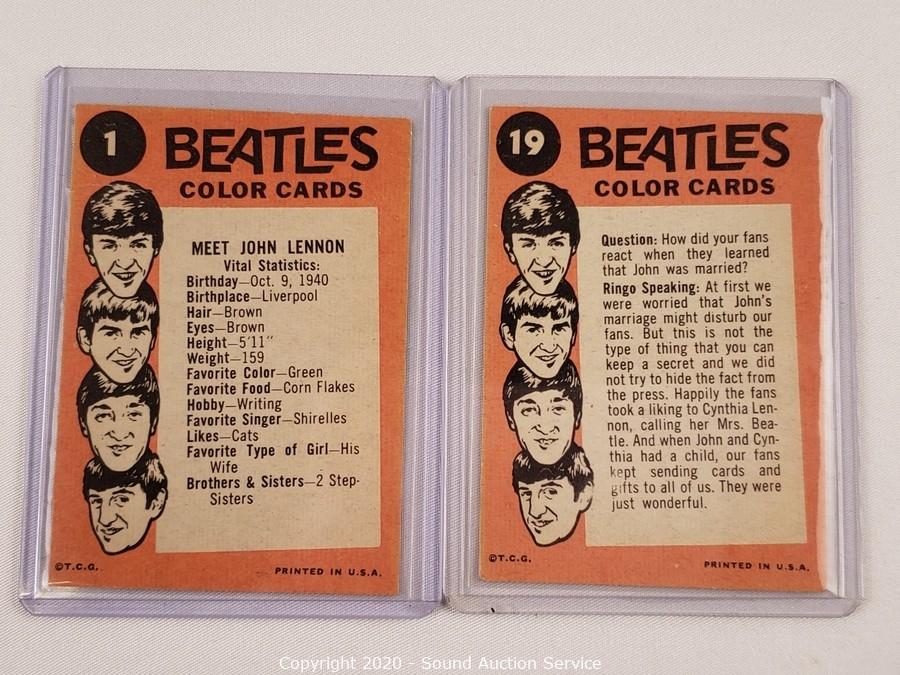 1
BEATLES
COLOR CARDS
MEET JOHN LENNON
Vital Statistics:
Birthday—Oct. 9, 1940
Birthplace—Liverpool
Hair—Brown
Eyes—Brown
Height—5'11"
Weight—159
Favorite Color—Green
Favorite Food—Corn Flakes
Hobby—Writing
Favorite Singer—Shirelles
Likes—Cats
Favorite Type of Girl—His
Wife
Brothers & Sisters—2 Step-
Sisters
©T.C.G.
PRINTED IN U.S.A.
19
BEATLES
COLOR CARDS
Question: How did your fans
react when they learned
that John was married?
Ringo Speaking: At first we
were worried that John's
marriage might disturb our
fans. But this is not the
type of thing that you can
keep a secret and we did
not try to hide the fact from
the press. Happily the fans
took a liking to Cynthia Len-
non, calling her Mrs. Bea-
tle. And when John and Cyn-
thia had a child, our fans
kept sending cards and
gifts to all of us. They were
just wonderful.
©T.C.G.
PRINTED IN U.S.A.
Copyright 2020 - Sound Auction Service